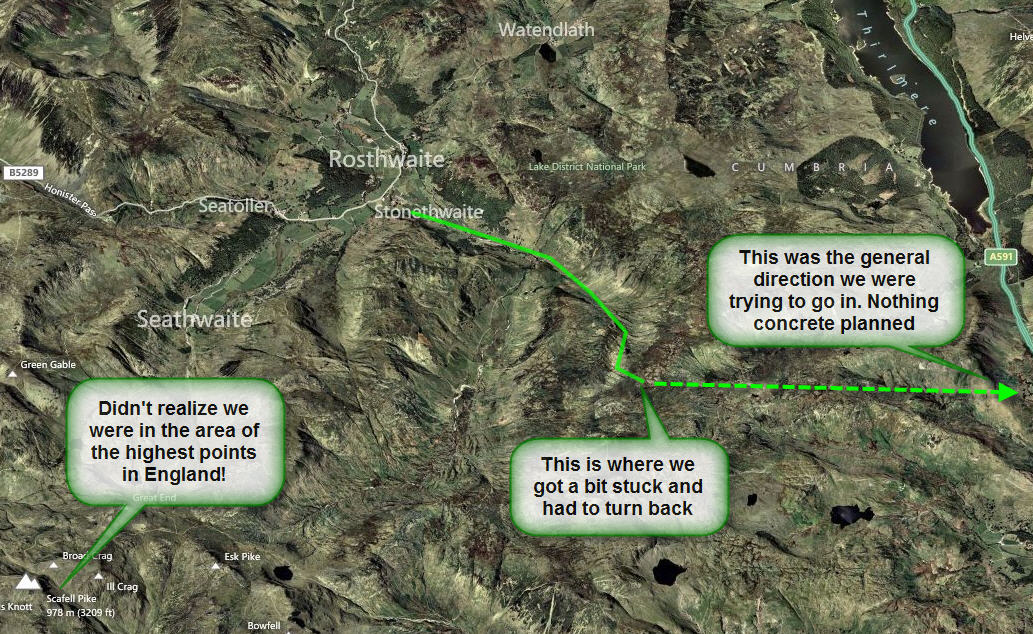 Watendlath
Helv
Thirlmere
Rosthwaite
Lake District National Park
CUMBRIA
B5289
Honister Pass
Seatoller
Stonethwaite
A591
This was the general
direction we were
trying to go in. Nothing
concrete planned
Seathwaite
Green Gable
Didn't realize we
were in the area of
the highest points
in England!
This is where we
got a bit stuck and
had to turn back
Great End
Broad Crag
Esk Pike
Ill Crag
Scafell Pike
978 m (3209 ft)
s Knott
Bowfell